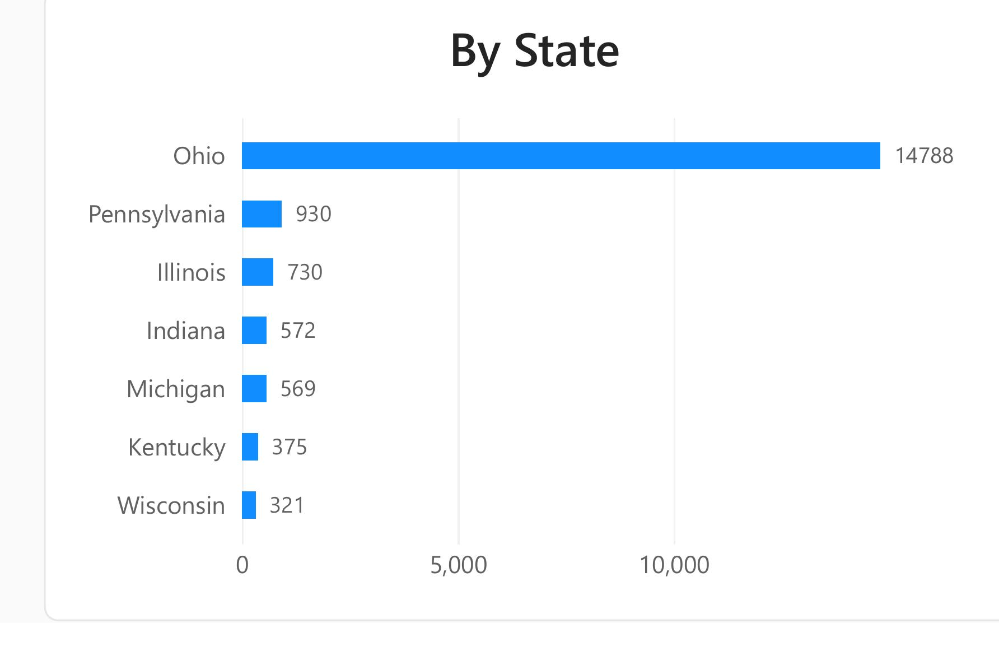 By State
Ohio 14788
Pennsylvania 930
Illinois 730
Indiana 572
Michigan 569
Kentucky 375
Wisconsin 321
0 5,000 10,000